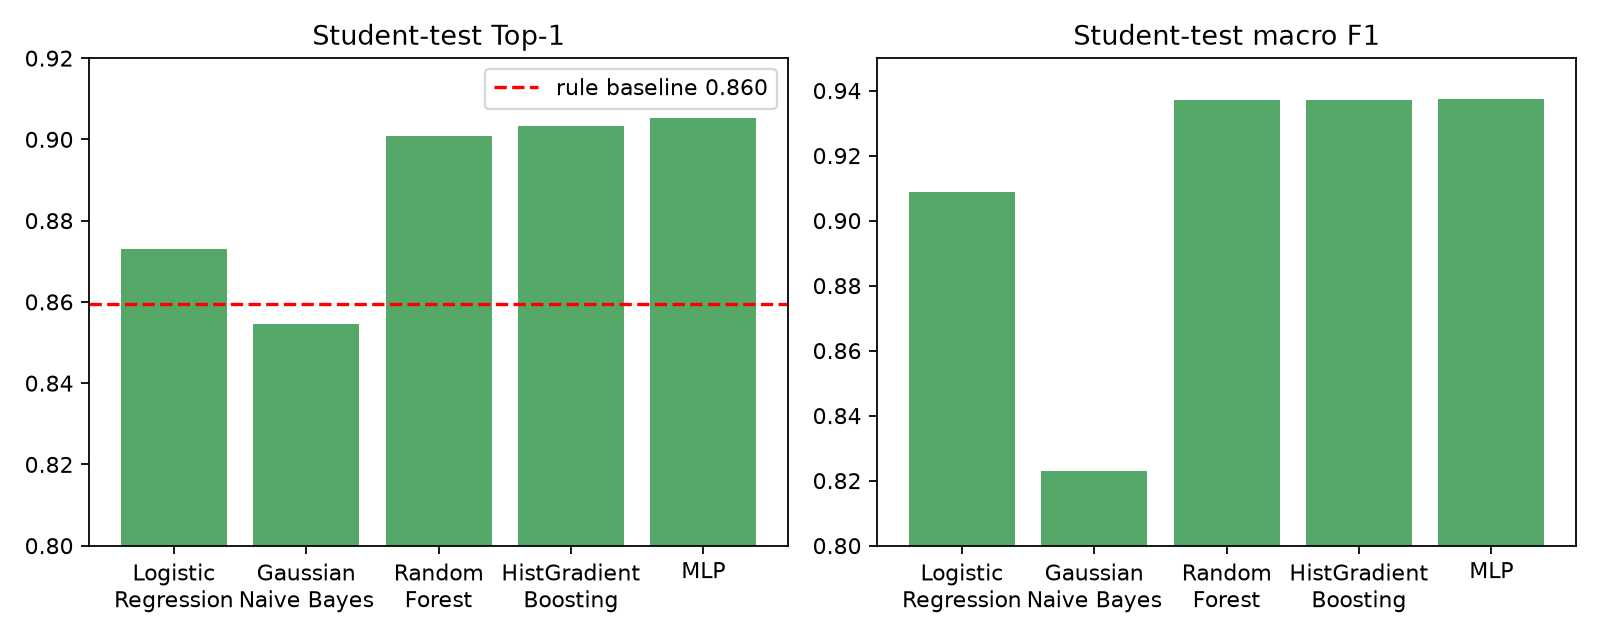 Student-test Top-1
0.92
0.90
0.88
0.86
0.84
0.82
0.80
rule baseline 0.860
Logistic
Regression
Gaussian
Naive Bayes
Random
Forest
HistGradient
Boosting
MLP
Student-test macro F1
0.94
0.92
0.90
0.88
0.86
0.84
0.82
0.80
Logistic
Regression
Gaussian
Naive Bayes
Random
Forest
HistGradient
Boosting
MLP